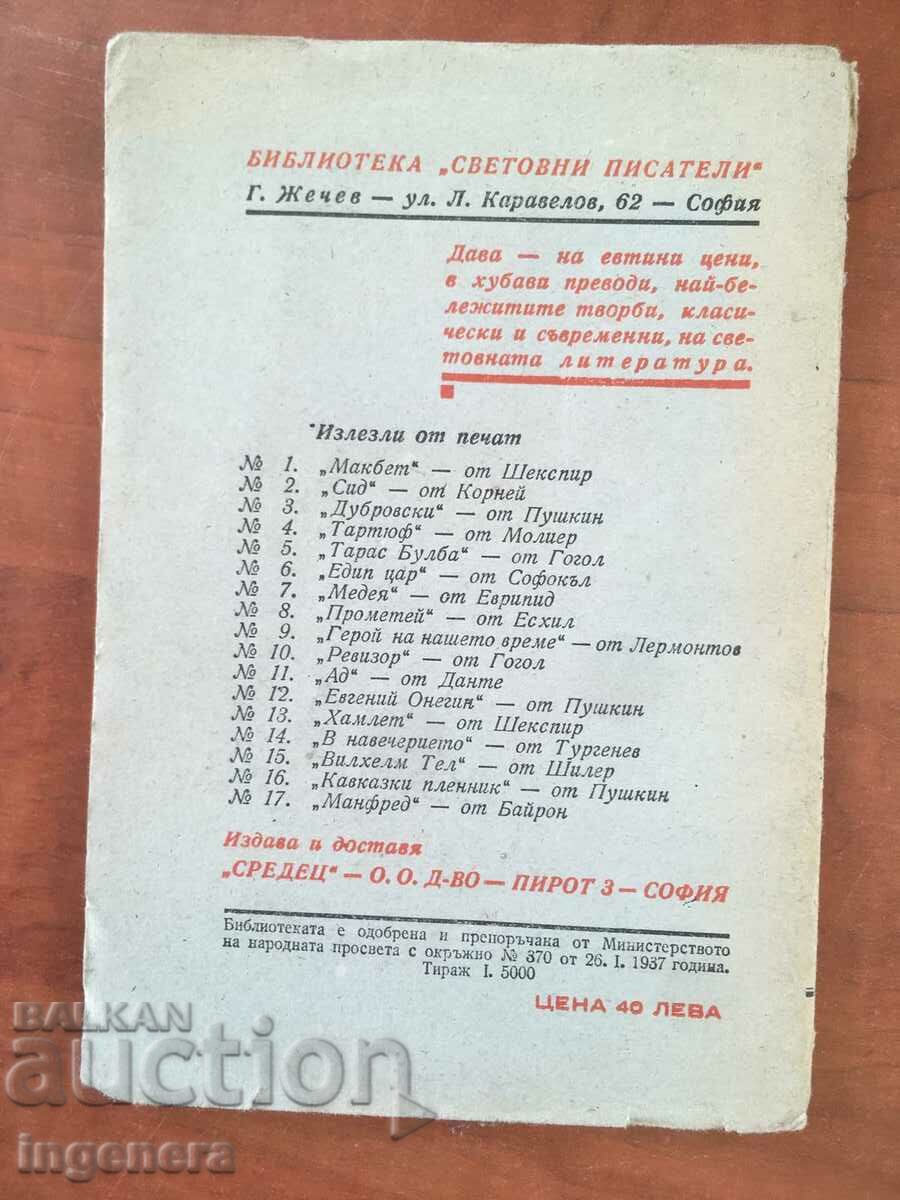 БИБЛИОТЕКА „СВЕТОВНИ ПИСАТЕЛИ“
Г. Жечев — ул. Л. Каравелов, 62 — София
Дава — на евтини цени,
в хубава преводи, най-бе-
лежитите творби, класи-
чески и съвременни, на све-
товната литература.
Излезли от печат
№ 1. „Макбет“ — от Шекспир
№ 2. „Сид“ — от Корней
№ 3. „Дубровски“ — от Пушкин
№ 4. „Тартюф“ — от Молиер
№ 5. „Тарас Булба“ — от Гогол
№ 6. „Едип цар“ — от Софокъл
№ 7. „Медея“ — от Еврипид
№ 8. „Прометей“ — от Есхил
№ 9. „Герой на нашето време“ — от Лермонтов
№ 10. „Ревизор“ — от Гогол
№ 11. „Ад“ — от Данте
№ 12. „Евгений Онегин“ — от Пушкин
№ 13. „Хамлет“ — от Шекспир
№ 14. „В навечерието“ — от Тургенев
№ 15. „Вилхелм Тел“ — от Шилер
№ 16. „Кавказки пленник“ — от Пушкин
№ 17. „Манфред“ — от Байрон
Издава и доставя
„СРЕДЕЦ“ — О. О. Д-ВО — ПИРОТ 3 — СОФИЯ
Библиотеката е одобрена и препоръчана от Министерството
на народната просвета с окръжно № 370 от 26. I. 1937 година.
Тираж I. 5000
ЦЕНА 40 ЛЕВА
BALKAN
auction
ingenera